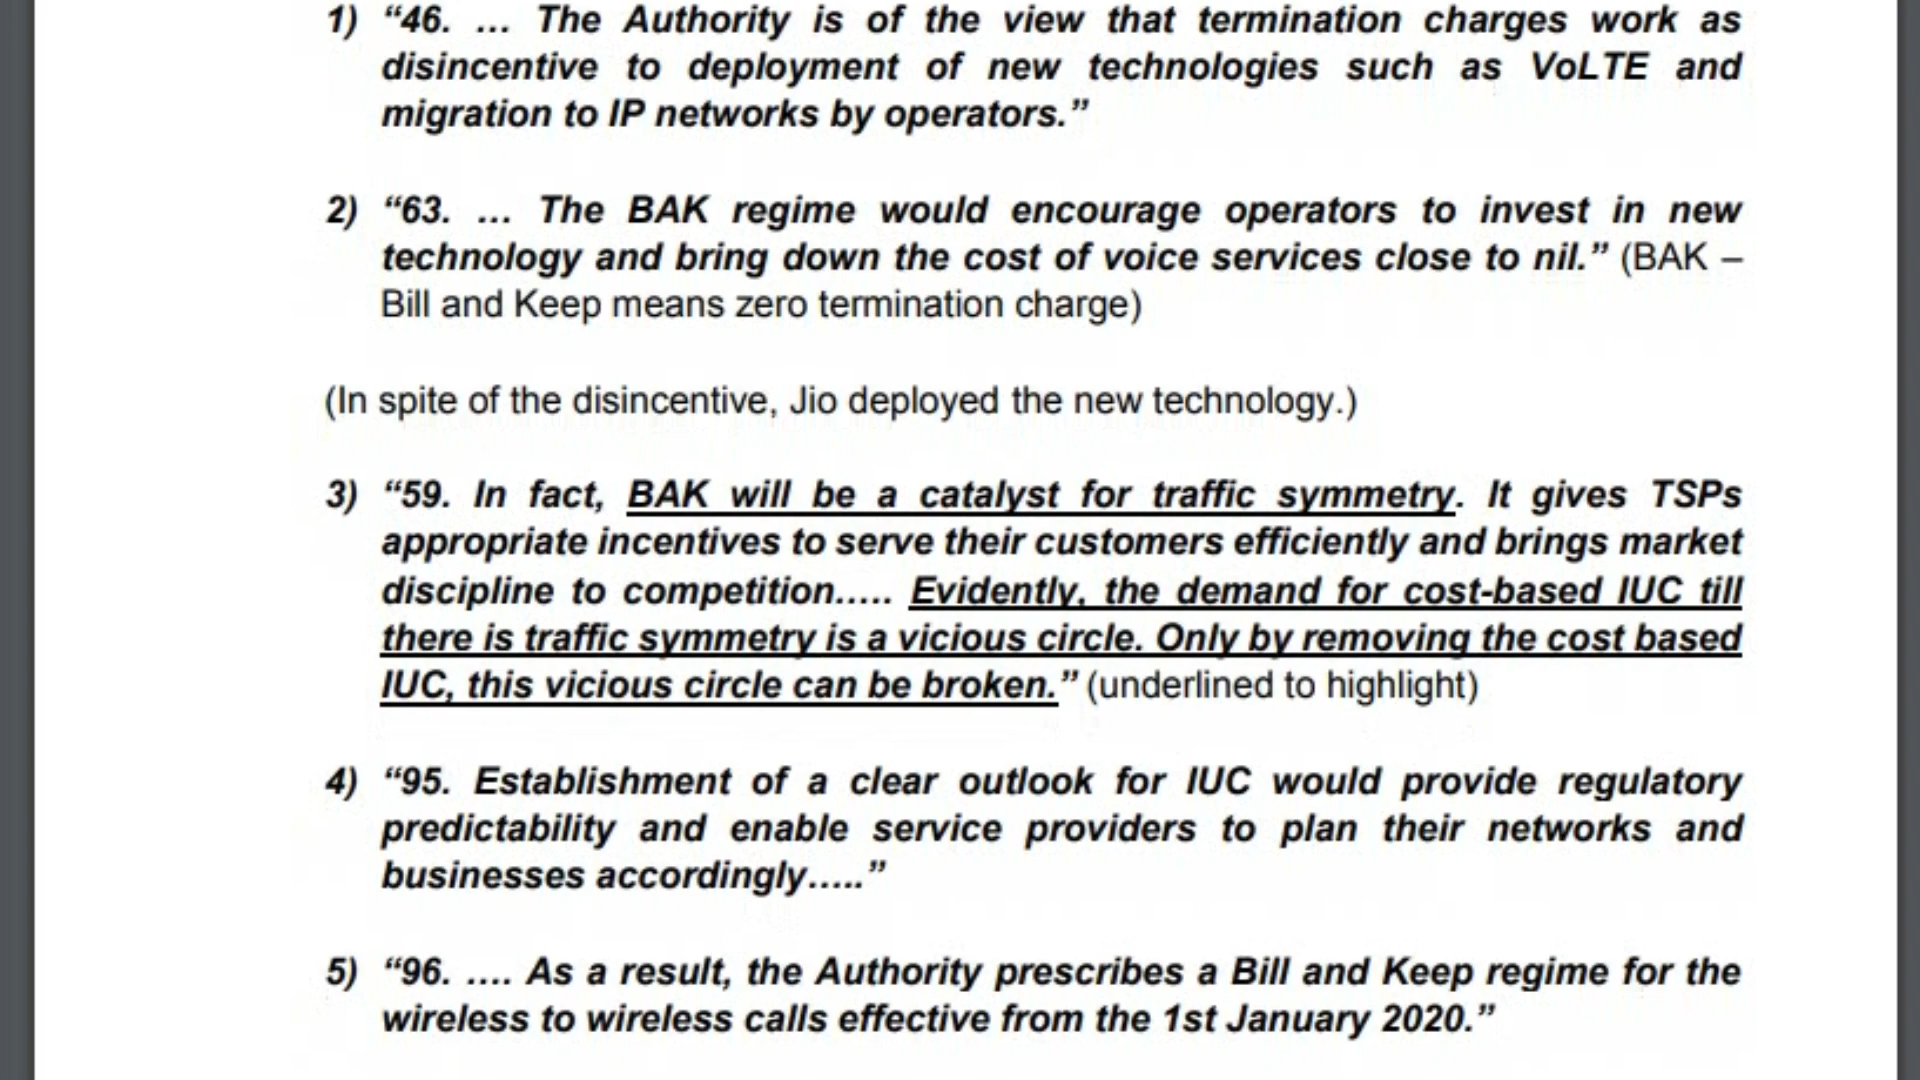 1) “46. ... The Authority is of the view that termination charges work as
disincentive to deployment of new technologies such as VoLTE and
migration to IP networks by operators.”
2) “63. ... The BAK regime would encourage operators to invest in new
technology and bring down the cost of voice services close to nil.” (BAK –
Bill and Keep means zero termination charge)
(In spite of the disincentive, Jio deployed the new technology.)
3) “59. In fact, BAK will be a catalyst for traffic symmetry. It gives TSPs
appropriate incentives to serve their customers efficiently and brings market
discipline to competition..... Evidently, the demand for cost-based IUC till
there is traffic symmetry is a vicious circle. Only by removing the cost based
IUC, this vicious circle can be broken.” (underlined to highlight)
4) “95. Establishment of a clear outlook for IUC would provide regulatory
predictability and enable service providers to plan their networks and
businesses accordingly.....”
5) “96. .... As a result, the Authority prescribes a Bill and Keep regime for the
wireless to wireless calls effective from the 1st January 2020.”